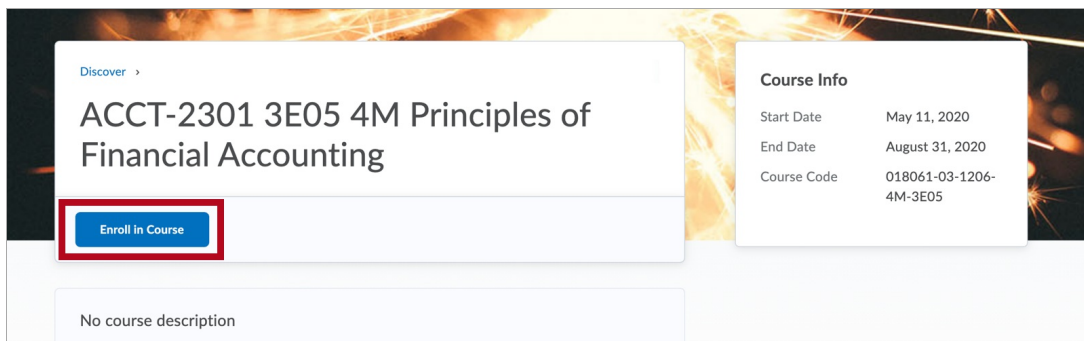 Discover ›
ACCT-2301 3E05 4M Principles of
Financial Accounting
Enroll in Course
No course description
Course Info
Start Date May 11, 2020
End Date August 31, 2020
Course Code 018061-03-1206-
4M-3E05